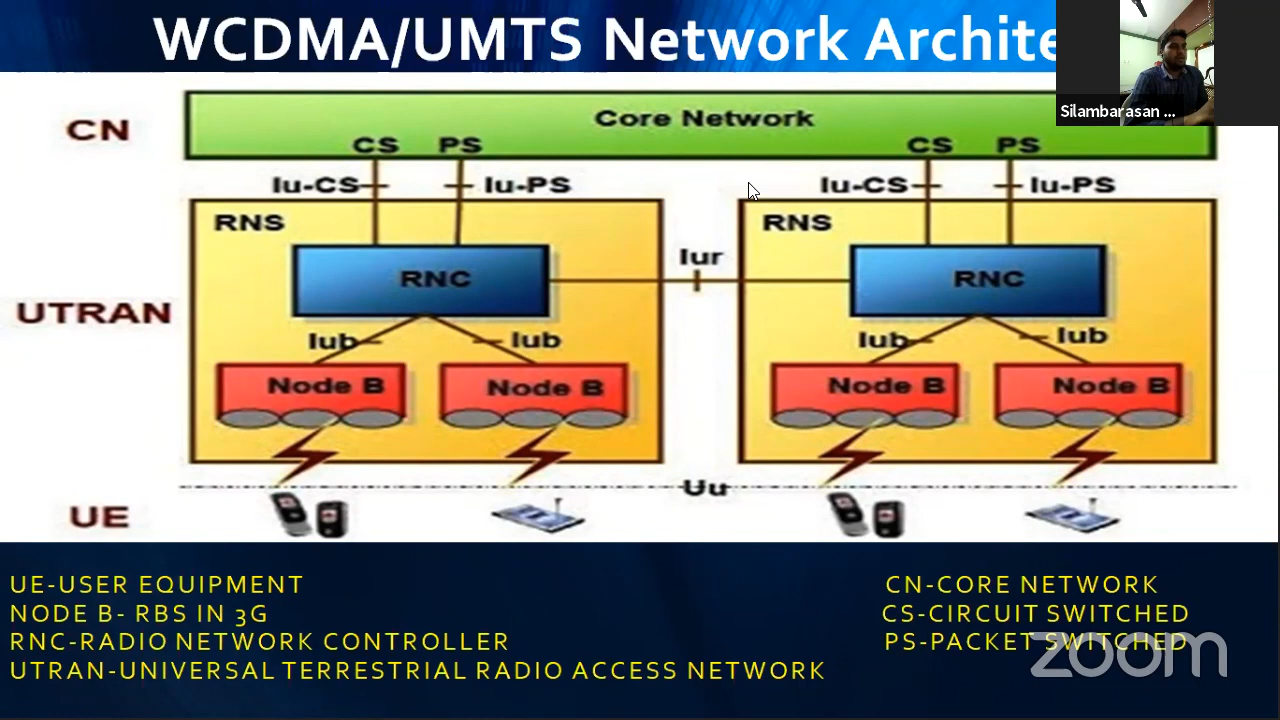 WCDMA/UMTS Network Archite
Silambarasan ...
CN
Core Network
CS PS CS PS
Iu-CS Iu-PS Iu-CS Iu-PS
RNS RNS
RNC Iur RNC
UTRAN
Iub Iub Iub Iub
Node B Node B Node B Node B
Uu
UE
UE-USER EQUIPMENT
NODE B- RBS IN 3G
RNC-RADIO NETWORK CONTROLLER
UTRAN-UNIVERSAL TERRESTRIAL RADIO ACCESS NETWORK
CN-CORE NETWORK
CS-CIRCUIT SWITCHED
PS-PACKET SWITCHED
zoom